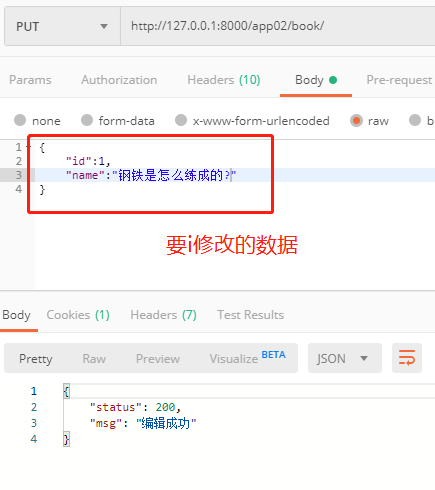 PUT http://127.0.0.1:8000/app02/book/
Params Authorization Headers (10) Body Pre-request
none form-data x-www-form-urlencoded raw b
1 {
2 "id":1,
3 "name":"钢铁是怎么练成的?"
4 }
要i修改的数据
Body Cookies (1) Headers (7) Test Results
Pretty Raw Preview Visualize BETA JSON
1 {
2 "status": 200,
3 "msg": "编辑成功"
4 }